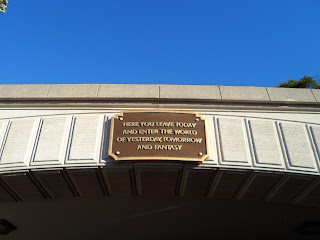 HERE YOU LEAVE TODAY
AND ENTER THE WORLD
OF YESTERDAY, TOMORROW
AND FANTASY